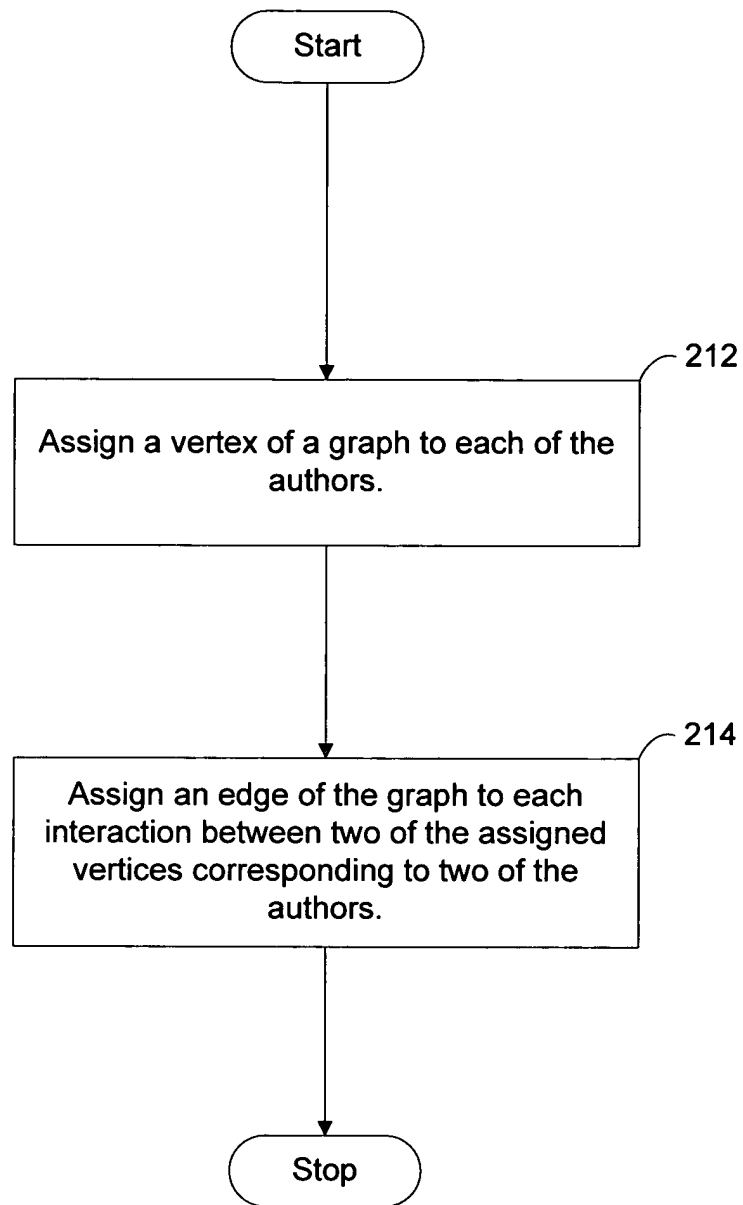 Start
212
Assign a vertex of a graph to each of the
authors.
214
Assign an edge of the graph to each
interaction between two of the assigned
vertices corresponding to two of the
authors.
Stop